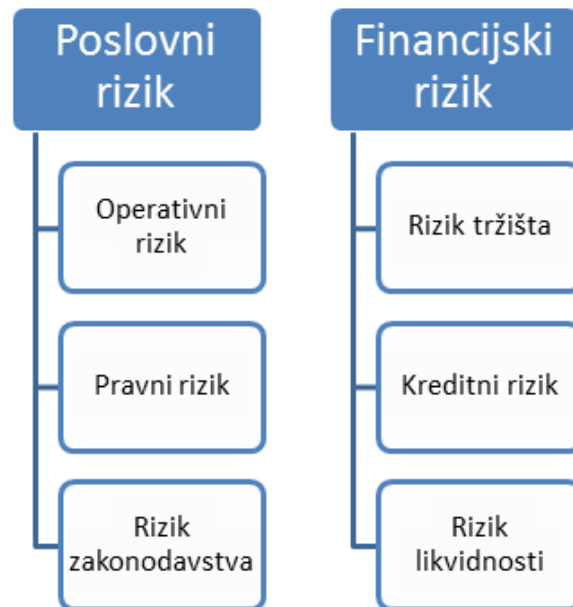 Poslovni
rizik
Operativni
rizik
Pravni rizik
Rizik
zakonodavstva
Financijski
rizik
Rizik tržišta
Kreditni rizik
Rizik
likvidnosti